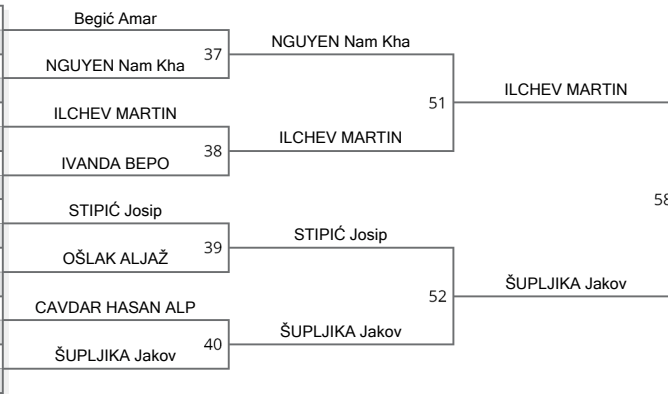 Begić Amar
37
NGUYEN Nam Kha
NGUYEN Nam Kha
51
ILCHEV MARTIN
38
IVANDA BEPO
ILCHEV MARTIN
ILCHEV MARTIN
58
STIPIĆ Josip
39
OŠLAK ALJAŽ
STIPIĆ Josip
52
CAVDAR HASAN ALP
40
ŠUPLJIKA Jakov
ŠUPLJIKA Jakov
ŠUPLJIKA Jakov